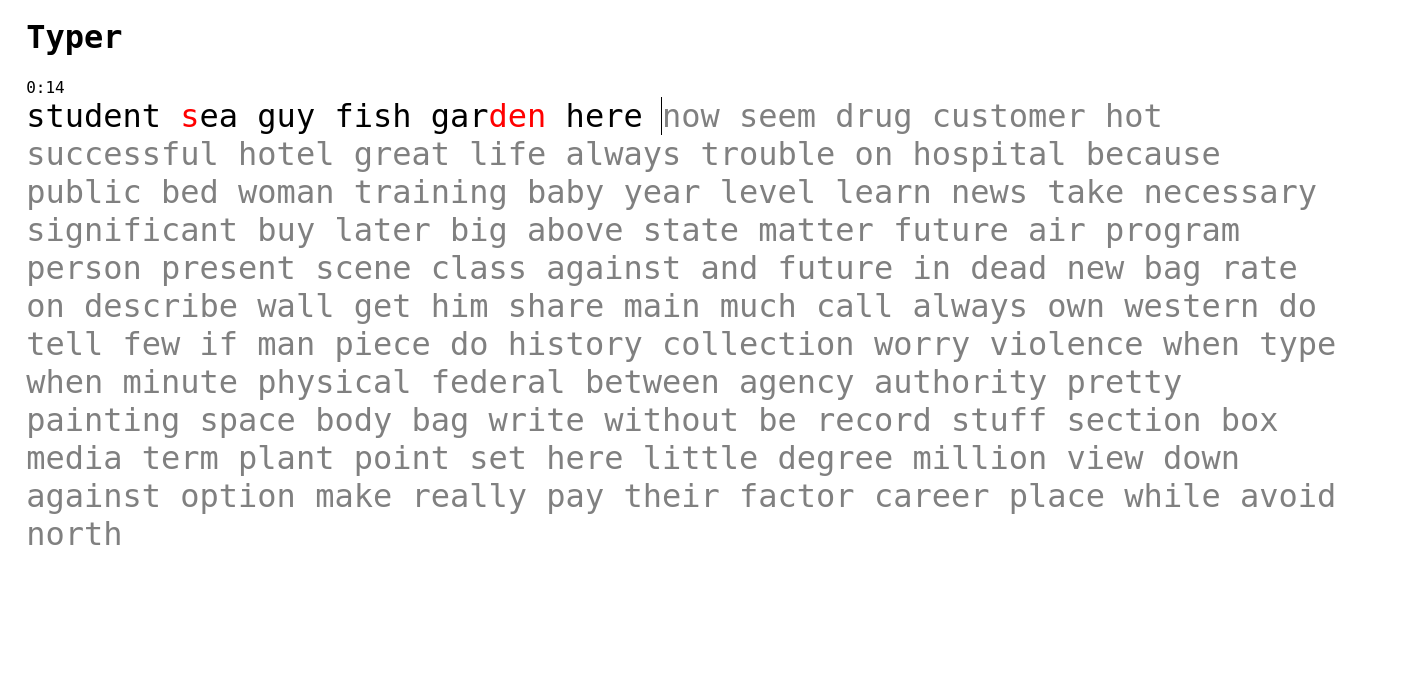 Typer
0:14
student sea guy fish garden here now seem drug customer hot
successful hotel great life always trouble on hospital because
public bed woman training baby year level learn news take necessary
significant buy later big above state matter future air program
person present scene class against and future in dead new bag rate
on describe wall get him share main much call always own western do
tell few if man piece do history collection worry violence when type
when minute physical federal between agency authority pretty
painting space body bag write without be record stuff section box
media term plant point set here little degree million view down
against option make really pay their factor career place while avoid
north